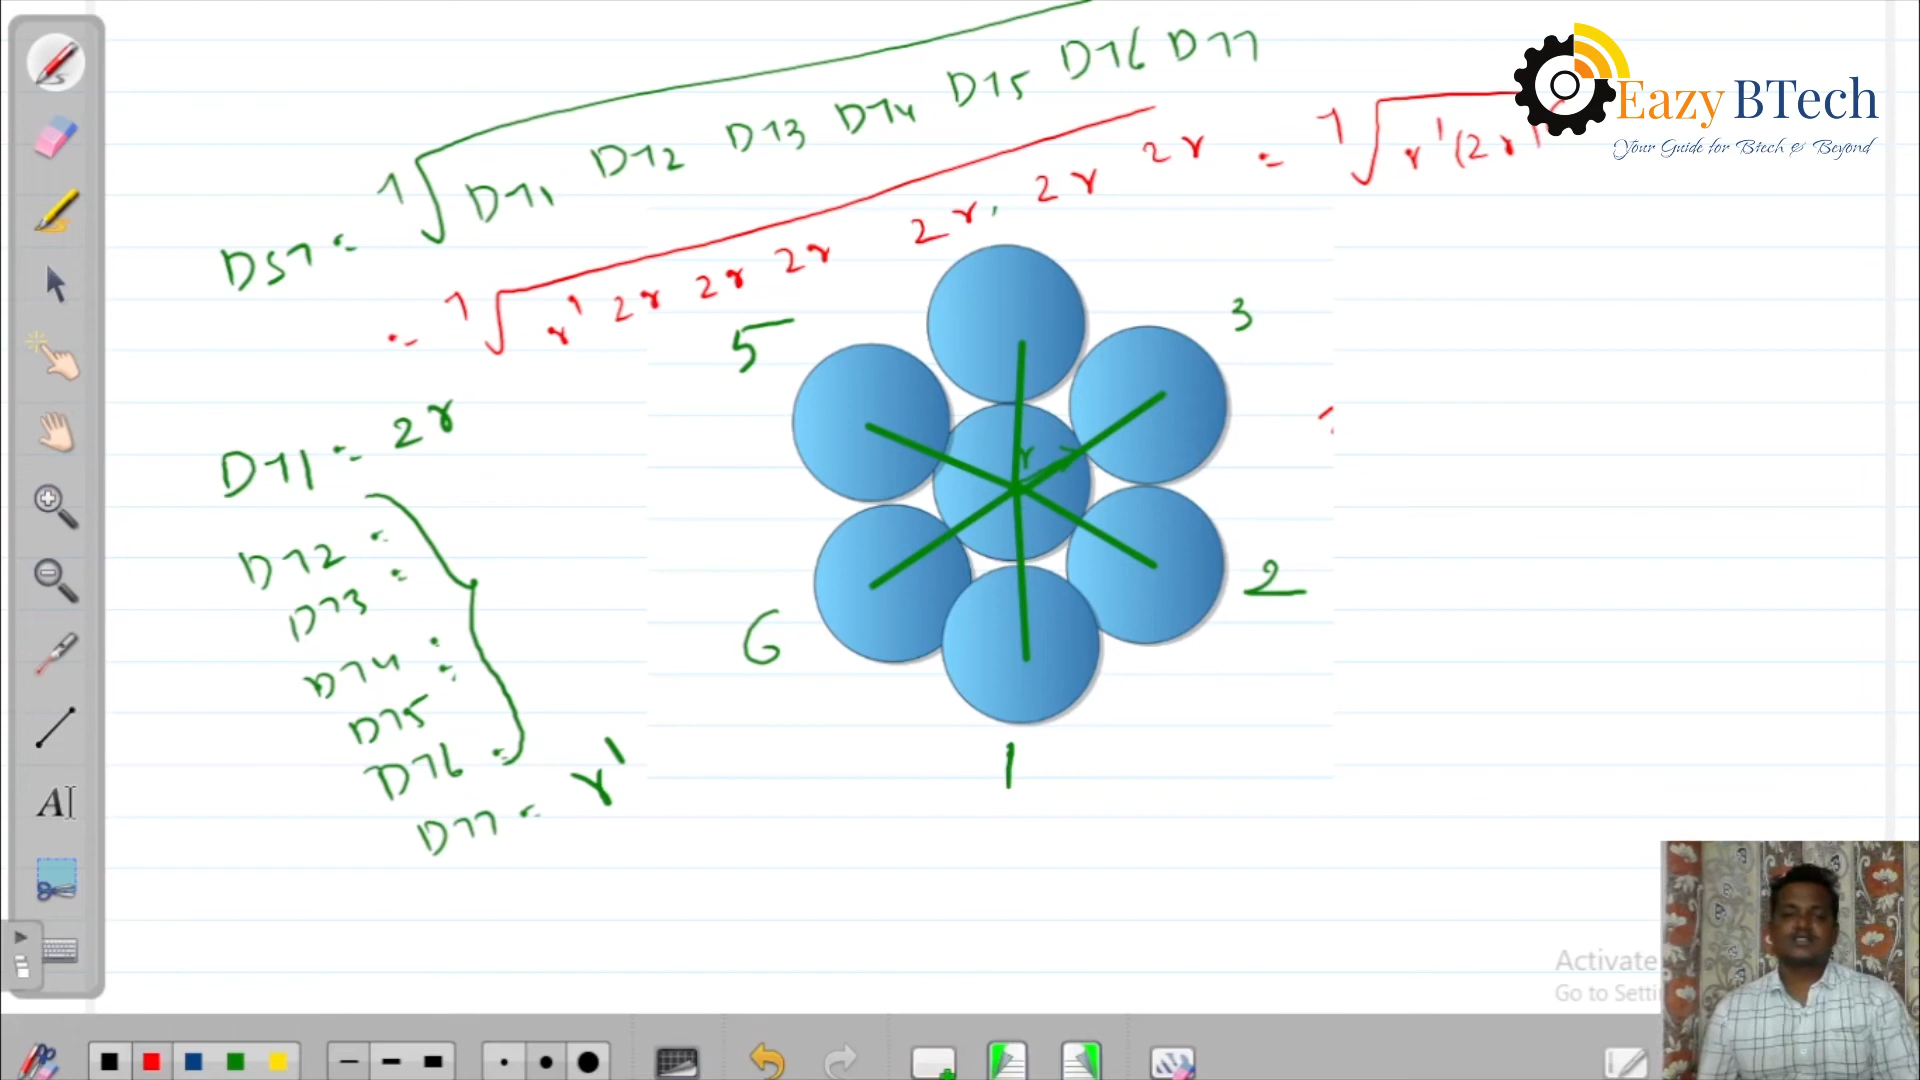 Eazy BTech
Your Guide for Btech & Beyond
Ds7 = 7√ D71 D72 D73 D74 D75 D76 D77
= 7√ r' 2r 2r 2r 2r, 2r 2r = 7√ r'(2r)
5
3
r
D71 = 2r
D72 =
D73 =
D74 =
D75 =
D76 =
D77 = r'
2
6
1
AI
Activate
Go to Setti